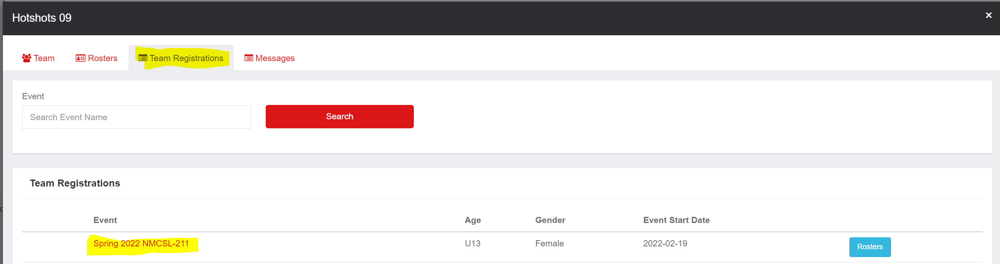 Hotshots 09 ×
Team Rosters Team Registrations Messages
Event
Search Event Name Search
Team Registrations
Event Age Gender Event Start Date
Spring 2022 NMCSL-211 U13 Female 2022-02-19 Rosters